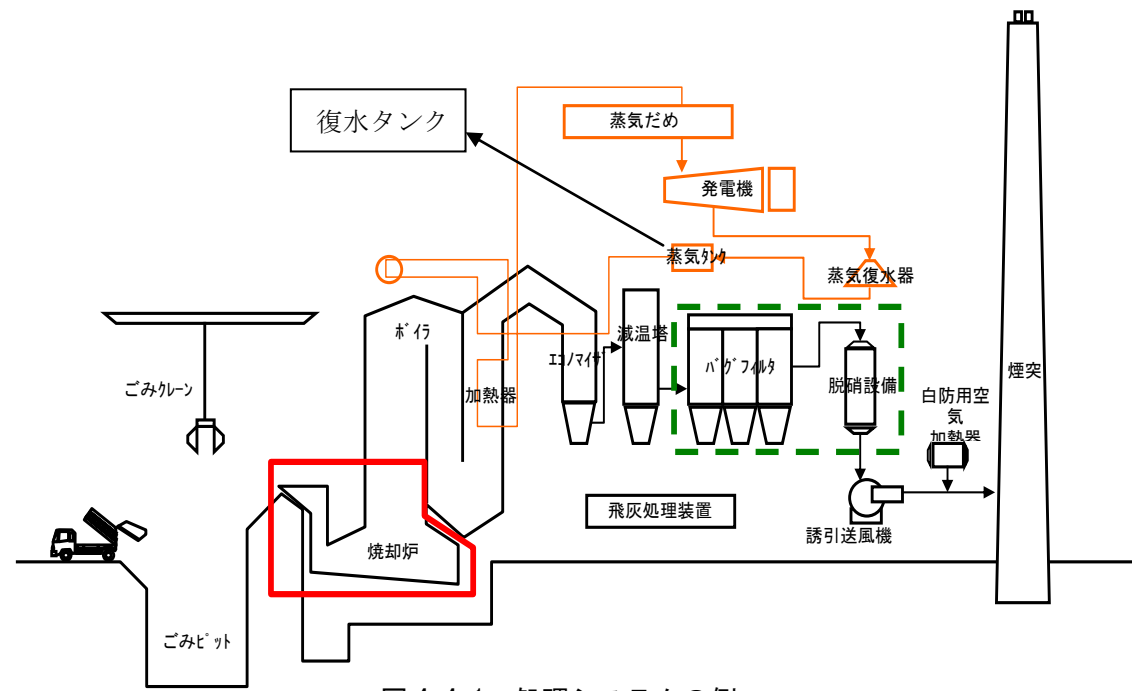 復水タンク
蒸気だめ
発電機
蒸気ﾀﾝｸ
蒸気復水器
ﾎﾞｲﾗ
ｴｺﾉﾏｲｻﾞ
減温塔
ﾊﾞｸﾞﾌｨﾙﾀ
脱硝設備
煙突
ごみｸﾚｰﾝ
加熱器
白防用空
気
加熱器
飛灰処理装置
誘引送風機
焼却炉
ごみﾋﾟｯﾄ